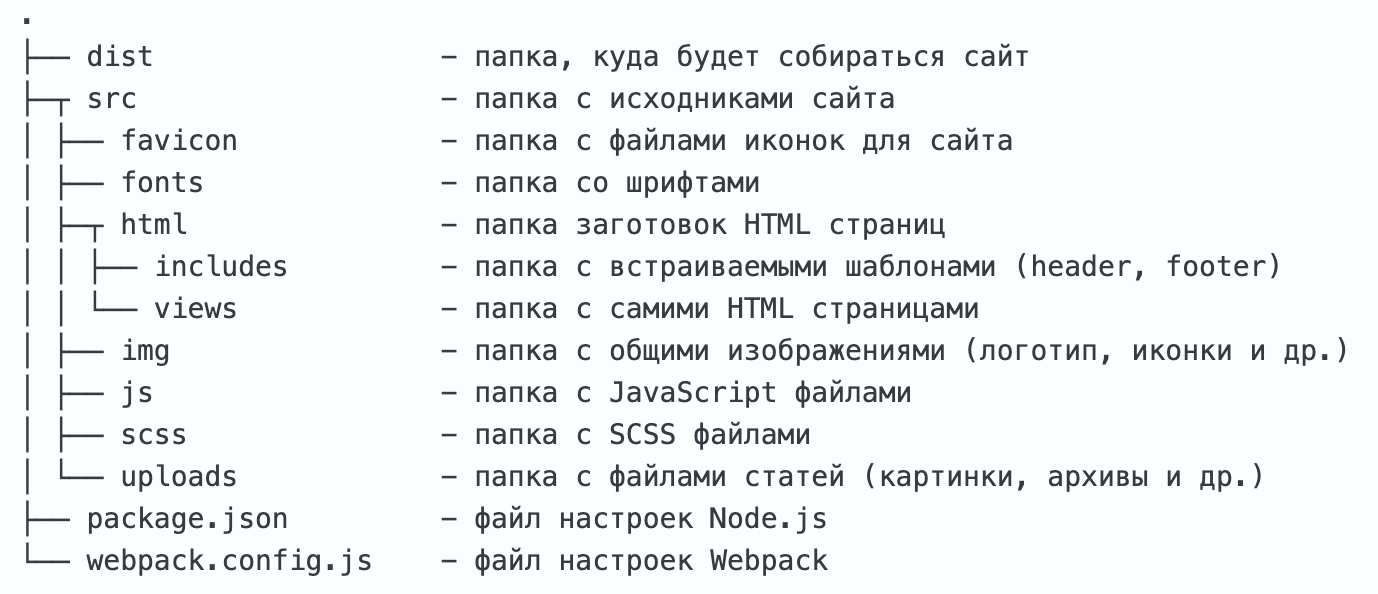 .
├── dist                     – папка, куда будет собираться сайт
├─┬ src                      – папка с исходниками сайта
│ ├── favicon                – папка с файлами иконок для сайта
│ ├── fonts                  – папка со шрифтами
│ ├─┬ html                   – папка заготовок HTML страниц
│ │ ├── includes             – папка с встраиваемыми шаблонами (header, footer)
│ │ └── views                – папка с самими HTML страницами
│ ├── img                    – папка с общими изображениями (логотип, иконки и др.)
│ ├── js                     – папка с JavaScript файлами
│ ├── scss                   – папка с SCSS файлами
│ └── uploads                – папка с файлами статей (картинки, архивы и др.)
├── package.json             – файл настроек Node.js
└── webpack.config.js        – файл настроек Webpack